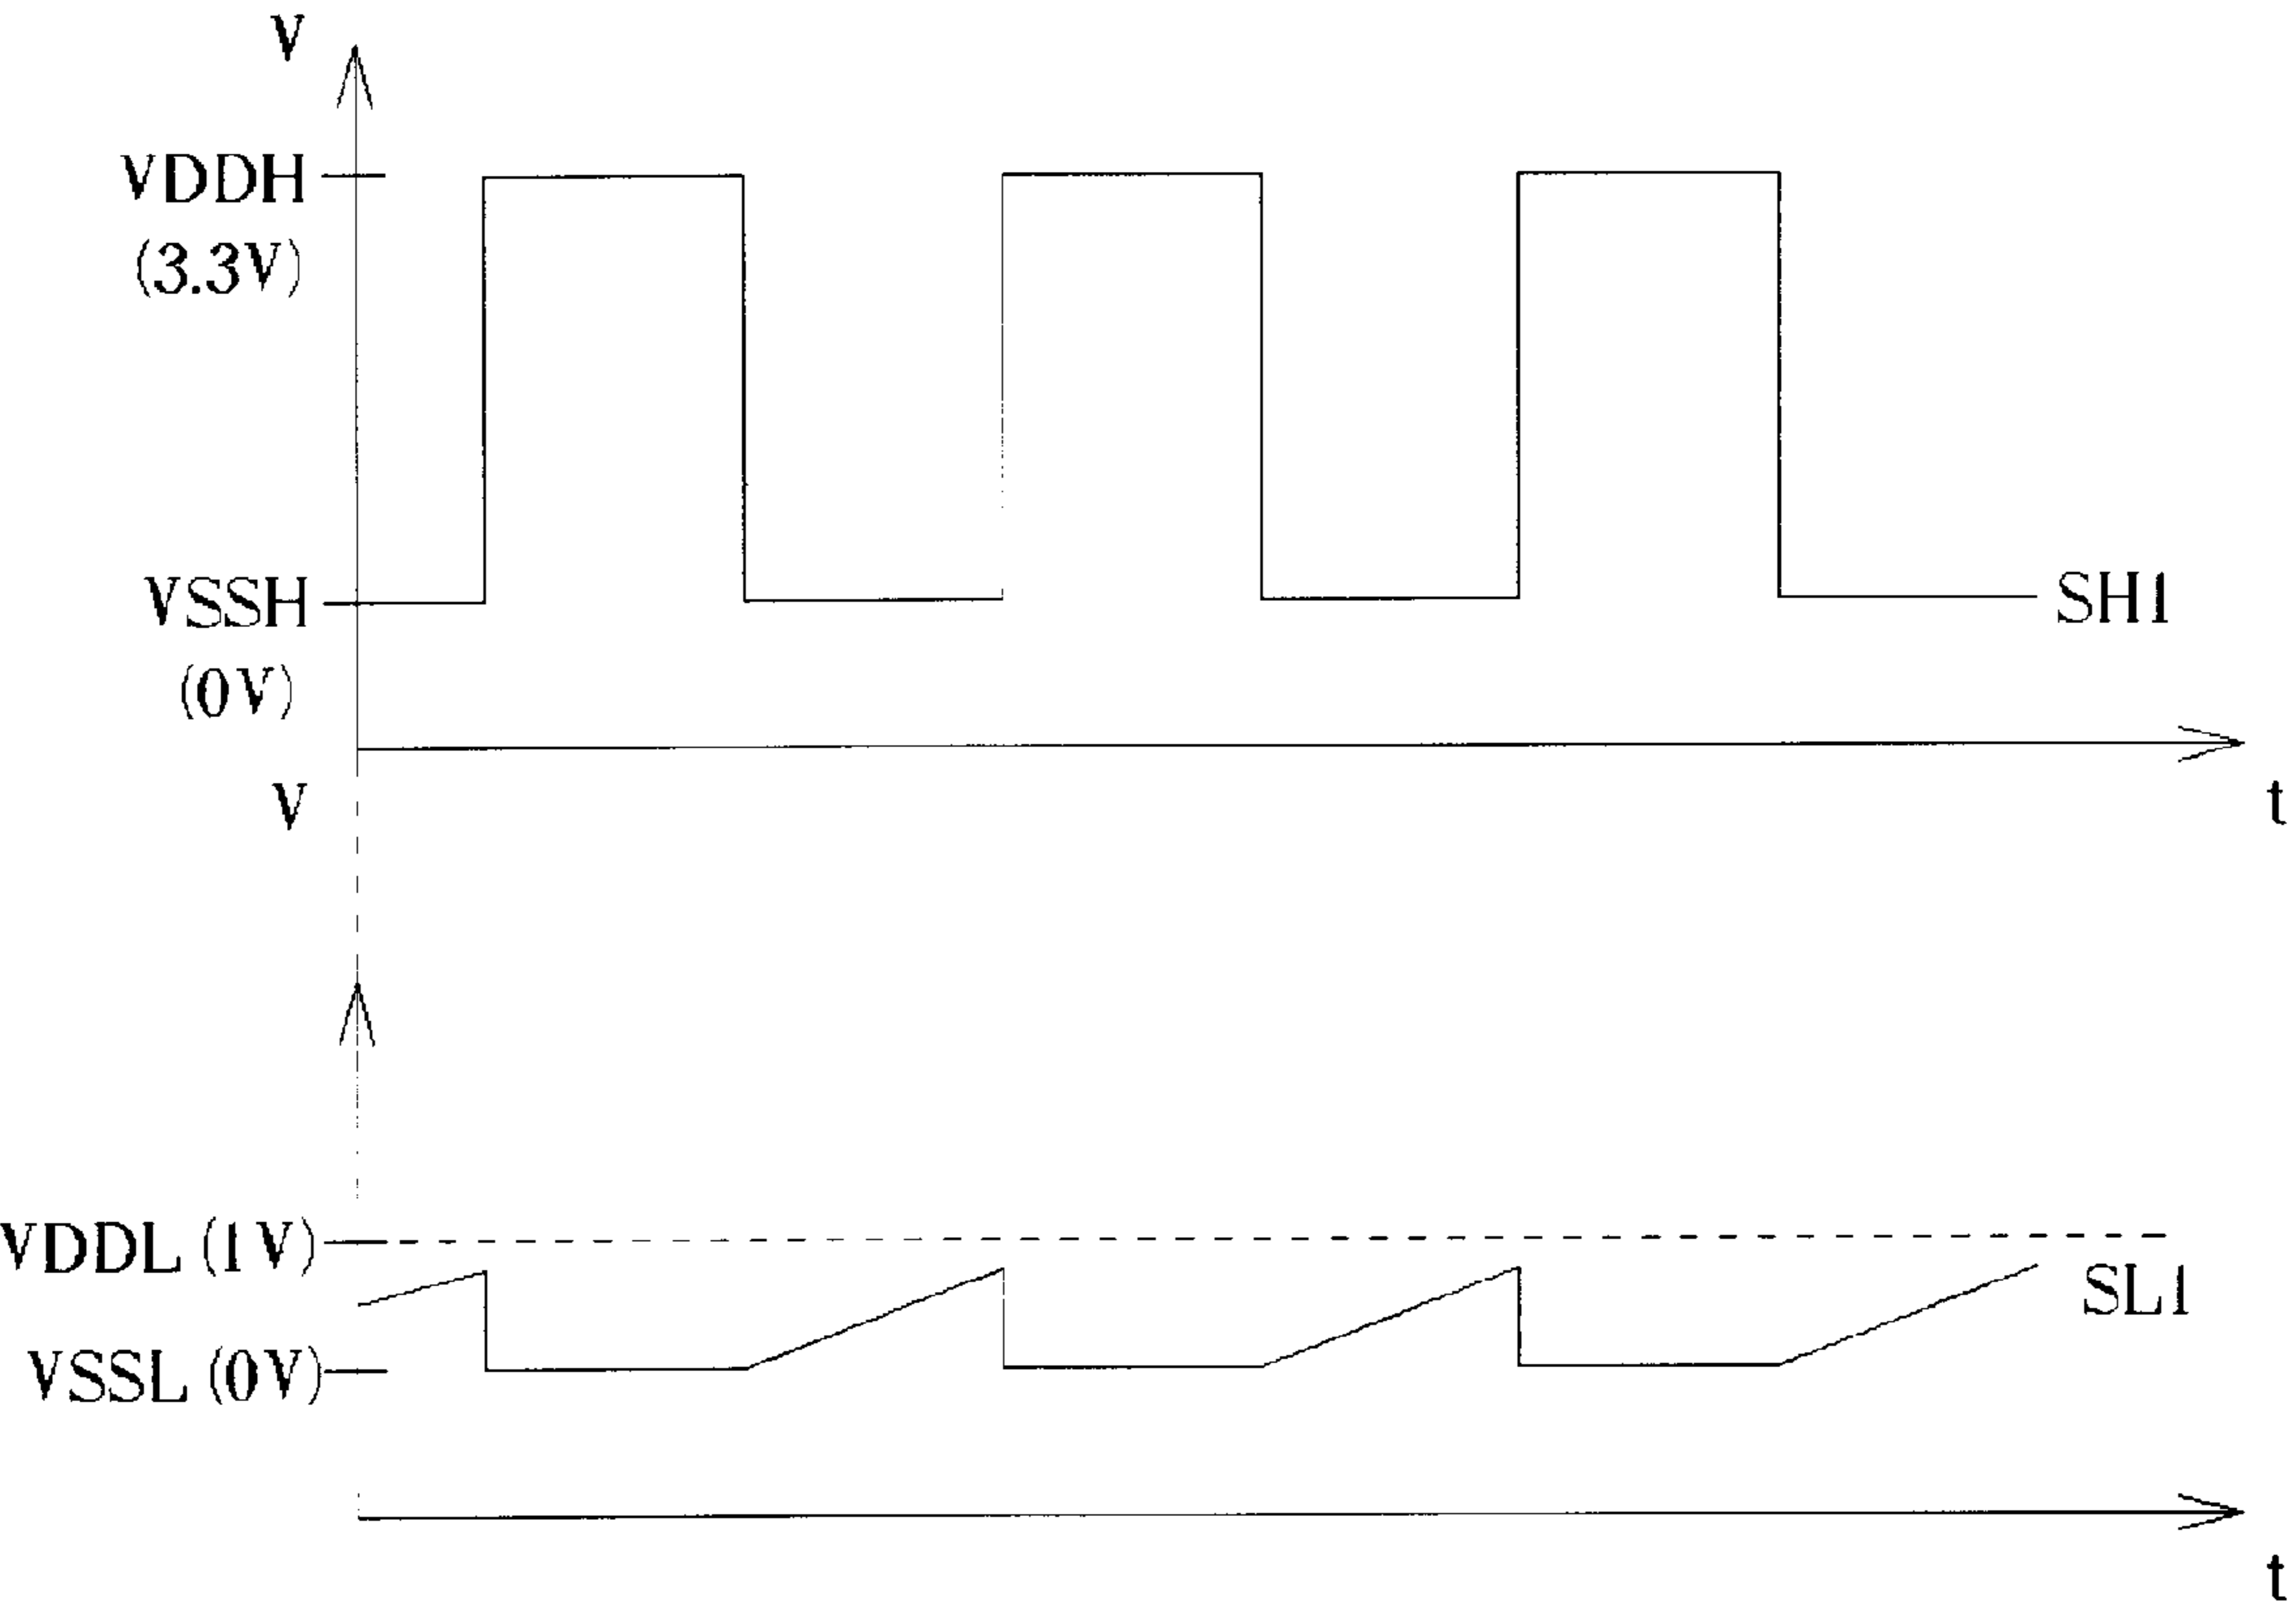 V
VDDH
(3.3V)
VSSH
SH1
(0V)
V
t
VDDL (1V)
SL1
VSSL (0V)
t